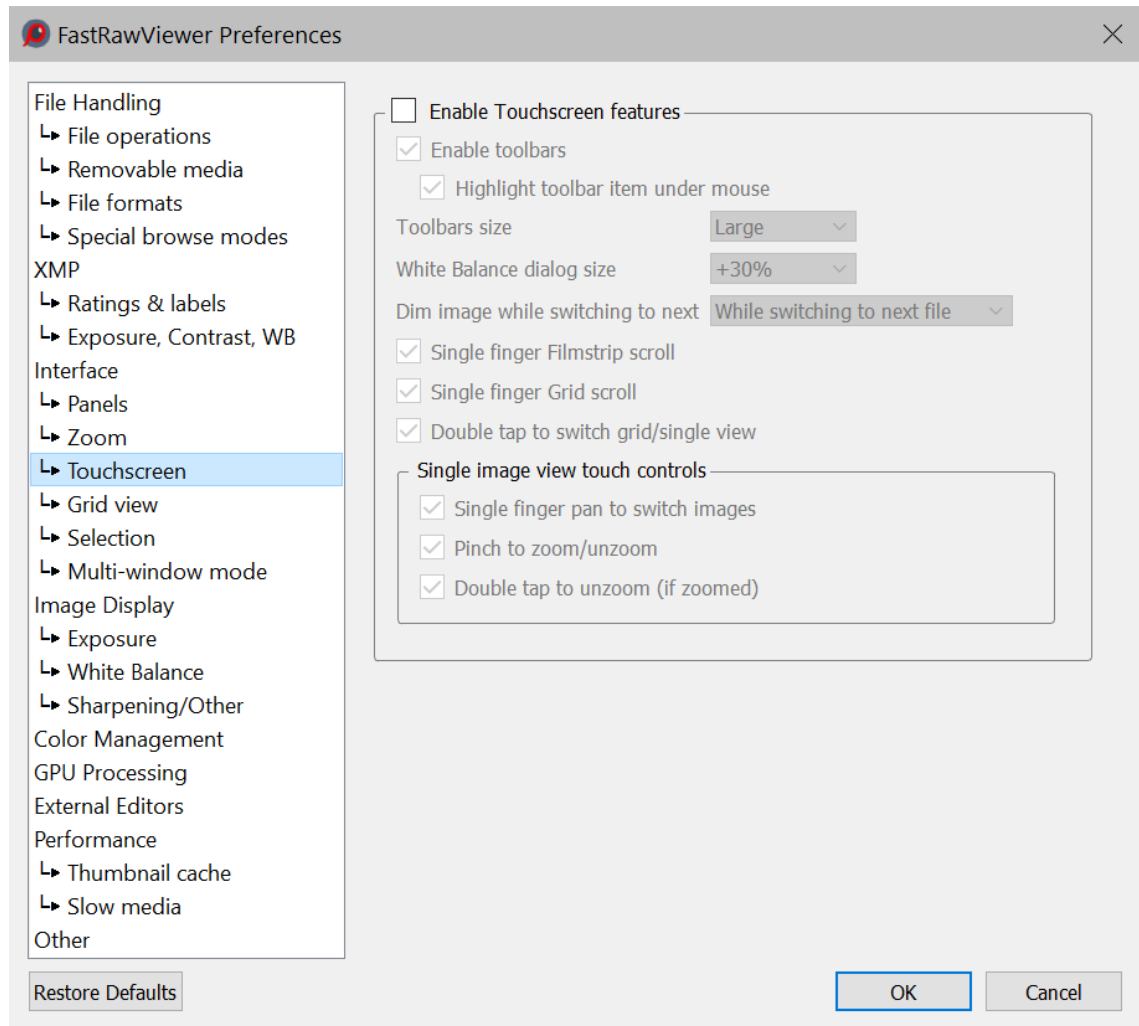 FastRawViewer Preferences
File Handling
File operations
Removable media
File formats
Special browse modes
XMP
Ratings & labels
Exposure, Contrast, WB
Interface
Panels
Zoom
Touchscreen
Grid view
Selection
Multi-window mode
Image Display
Exposure
White Balance
Sharpening/Other
Color Management
GPU Processing
External Editors
Performance
Thumbnail cache
Slow media
Other
Enable Touchscreen features
Enable toolbars
Highlight toolbar item under mouse
Toolbars size Large
White Balance dialog size +30%
Dim image while switching to next While switching to next file
Single finger Filmstrip scroll
Single finger Grid scroll
Double tap to switch grid/single view
Single image view touch controls
Single finger pan to switch images
Pinch to zoom/unzoom
Double tap to unzoom (if zoomed)
Restore Defaults
OK
Cancel